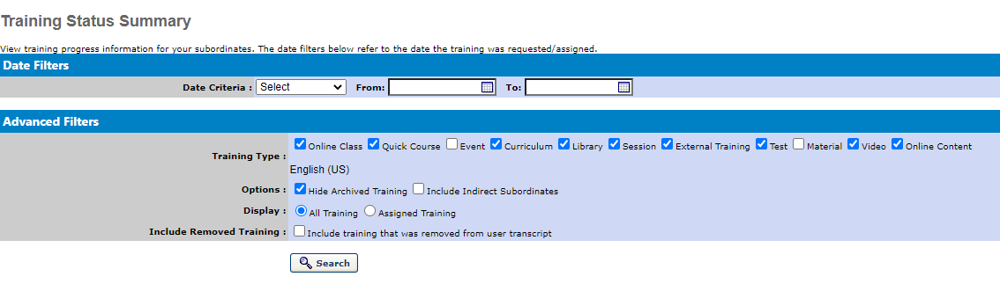 Training Status Summary
View training progress information for your subordinates. The date filters below refer to the date the training was requested/assigned.
Date Filters
Date Criteria : Select From: To:
Advanced Filters
Training Type : Online Class Quick Course Event Curriculum Library Session External Training Test Material Video Online Content
English (US)
Options : Hide Archived Training Include Indirect Subordinates
Display : All Training Assigned Training
Include Removed Training : Include training that was removed from user transcript
Search